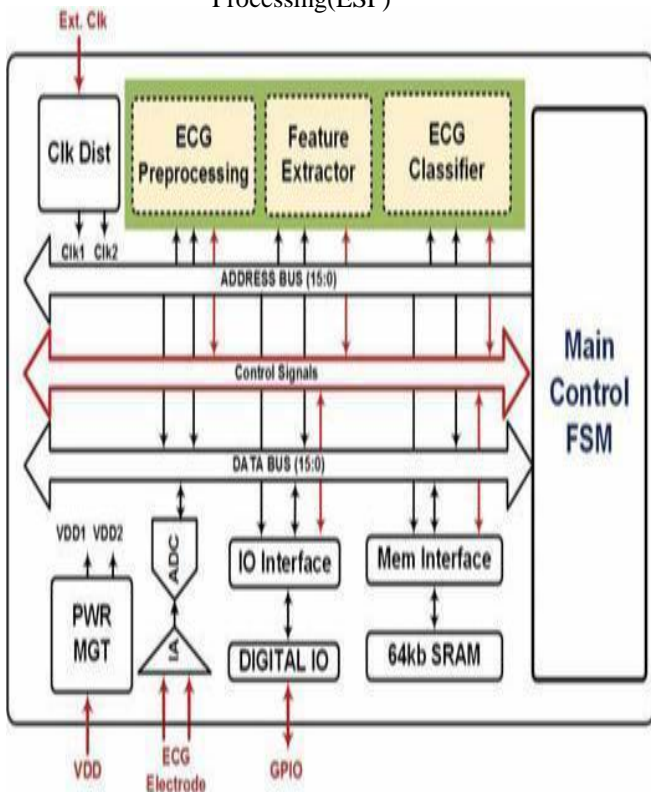 Processing(ESP)
Ext. Clk
Clk Dist
ECG
Preprocessing
Feature
Extractor
ECG
Classifier
Clk1 Clk2
ADDRESS BUS (15:0)
Control Signals
Main
Control
FSM
DATA BUS (15:0)
VDD1 VDD2
PWR
MGT
ADC
IA
IO Interface
Mem Interface
DIGITAL IO
64kb SRAM
VDD
ECG
Electrode
GPIO